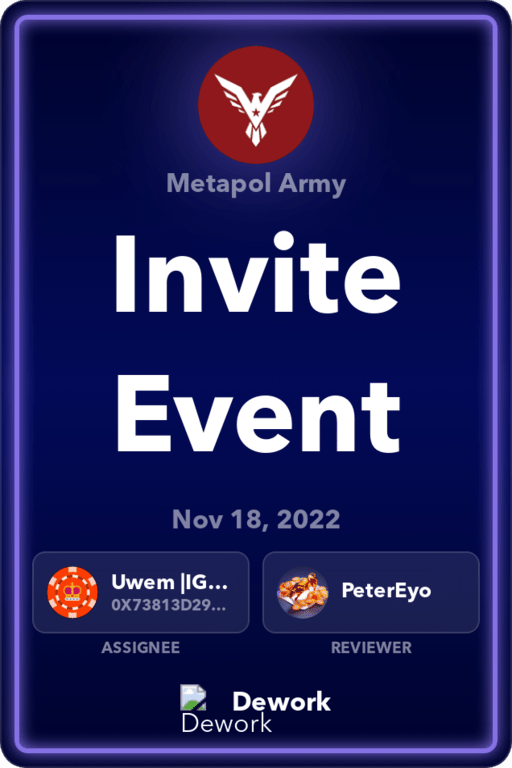 Metapol Army
Invite
Event
Nov 18, 2022
Uwem |IG...
0X73813D29...
ASSIGNEE
PeterEyo
REVIEWER
Dework
Dework